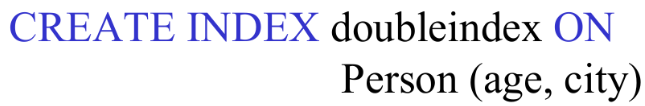 CREATE INDEX doubleindex ON
Person (age, city)